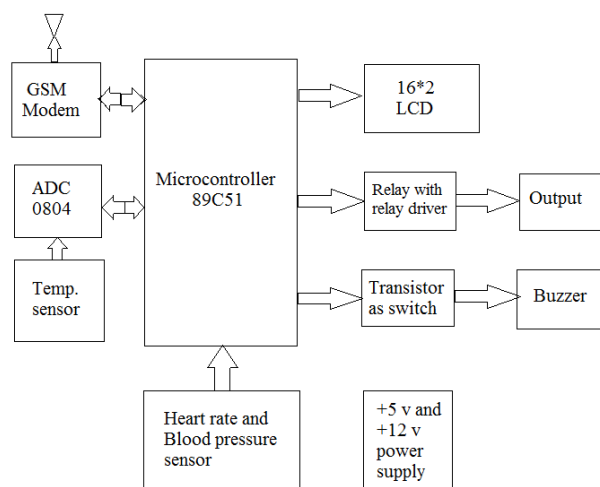 GSM
Modem
16*2
LCD
Microcontroller
89C51
ADC
0804
Relay with
relay driver
Output
Temp.
sensor
Transistor
as switch
Buzzer
Heart rate and
Blood pressure
sensor
+5 v and
+12 v
power
supply